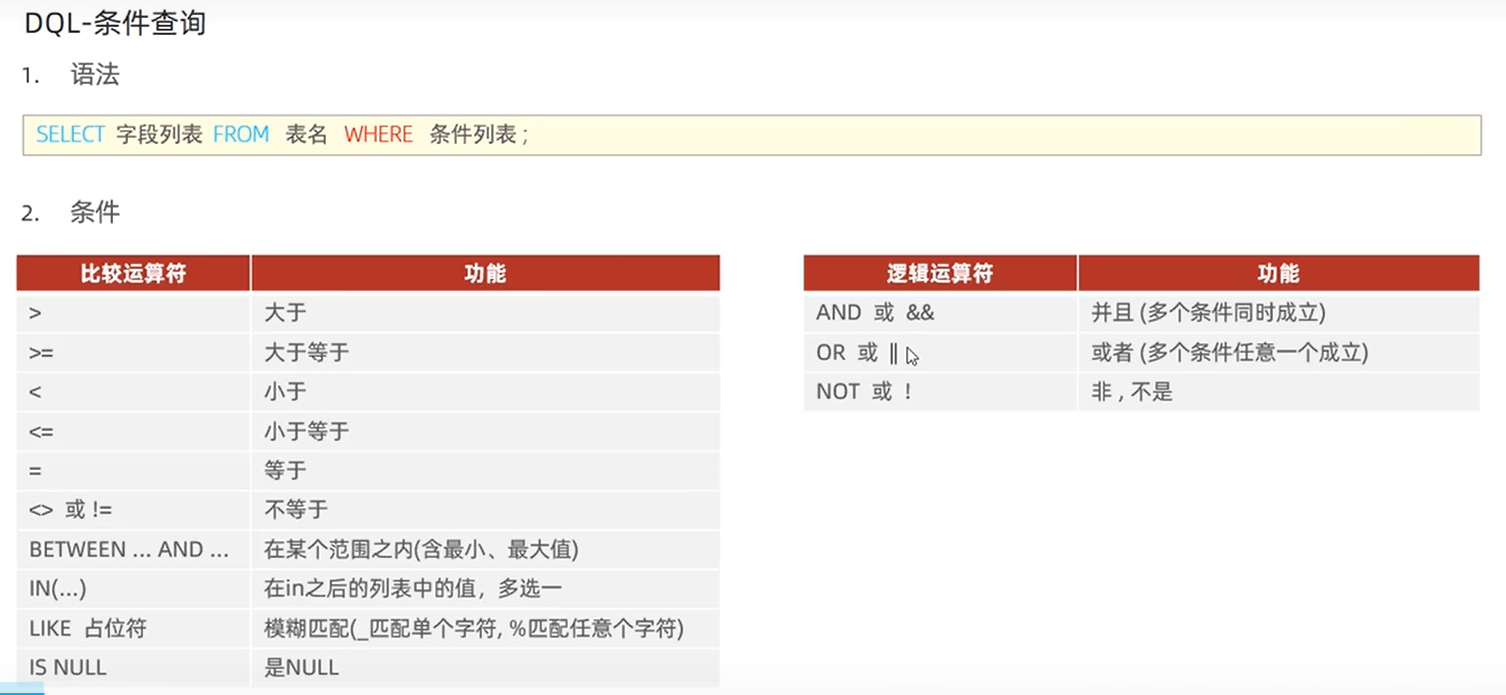 DQL-条件查询
1. 语法
SELECT 字段列表 FROM 表名 WHERE 条件列表 ;
2. 条件
比较运算符 功能
> 大于
>= 大于等于
< 小于
<= 小于等于
= 等于
<> 或 != 不等于
BETWEEN ... AND ... 在某个范围之内(含最小、最大值)
IN(...) 在in之后的列表中的值，多选一
LIKE 占位符 模糊匹配(_匹配单个字符, %匹配任意个字符)
IS NULL 是NULL
逻辑运算符 功能
AND 或 && 并且 (多个条件同时成立)
OR 或 || 或者 (多个条件任意一个成立)
NOT 或 ! 非 , 不是